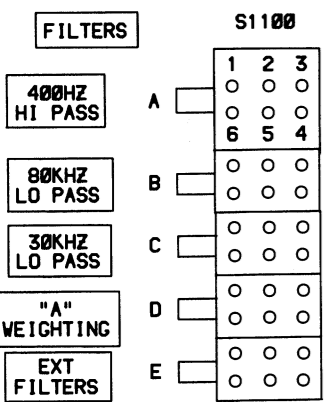 FILTERS
S1100
1 2 3
400HZ
HI PASS
A
6 5 4
80KHZ
LO PASS
B
30KHZ
LO PASS
C
"A"
WEIGHTING
D
EXT
FILTERS
E